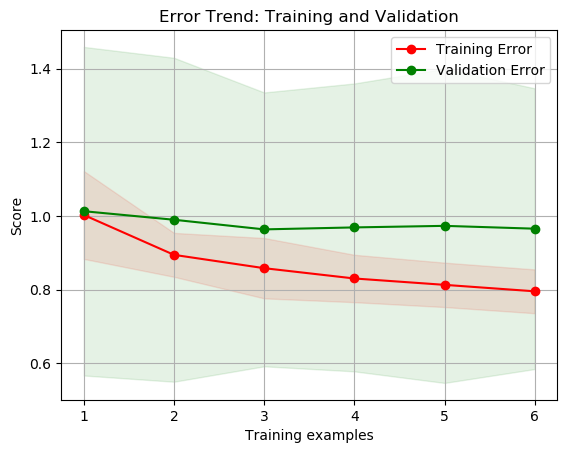 Error Trend: Training and Validation
Training Error
Validation Error
Score
1.4
1.2
1.0
0.8
0.6
1 2 3 4 5 6
Training examples